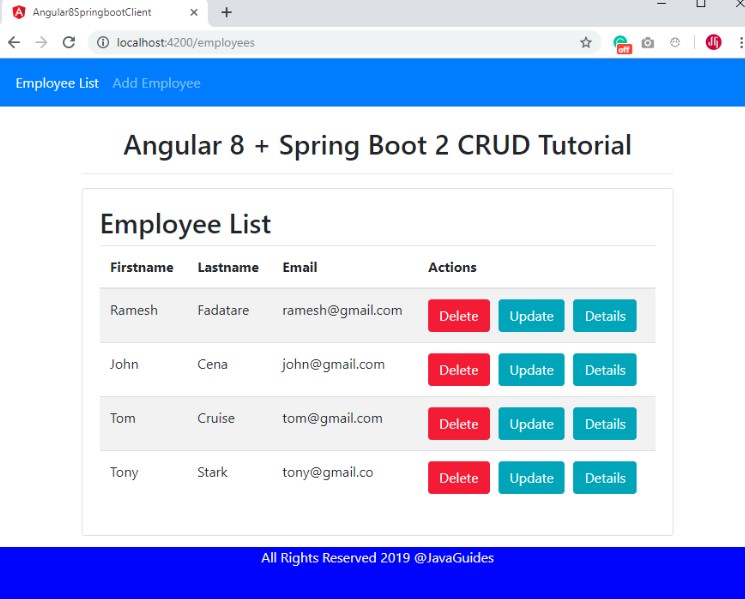 Angular8SpringbootClient
localhost:4200/employees
off
Employee List Add Employee
Angular 8 + Spring Boot 2 CRUD Tutorial
Employee List
Firstname Lastname Email Actions
Ramesh Fadatare ramesh@gmail.com Delete Update Details
John Cena john@gmail.com Delete Update Details
Tom Cruise tom@gmail.com Delete Update Details
Tony Stark tony@gmail.co Delete Update Details
All Rights Reserved 2019 @JavaGuides